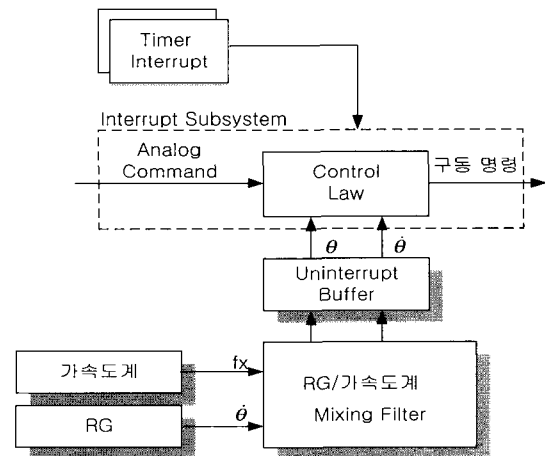 Timer
Interrupt
Interrupt Subsystem
Analog
Command
Control
Law
구동 명령
θ
θ̇
Uninterrupt
Buffer
가속도계
fx
RG/가속도계
Mixing Filter
RG
θ̇